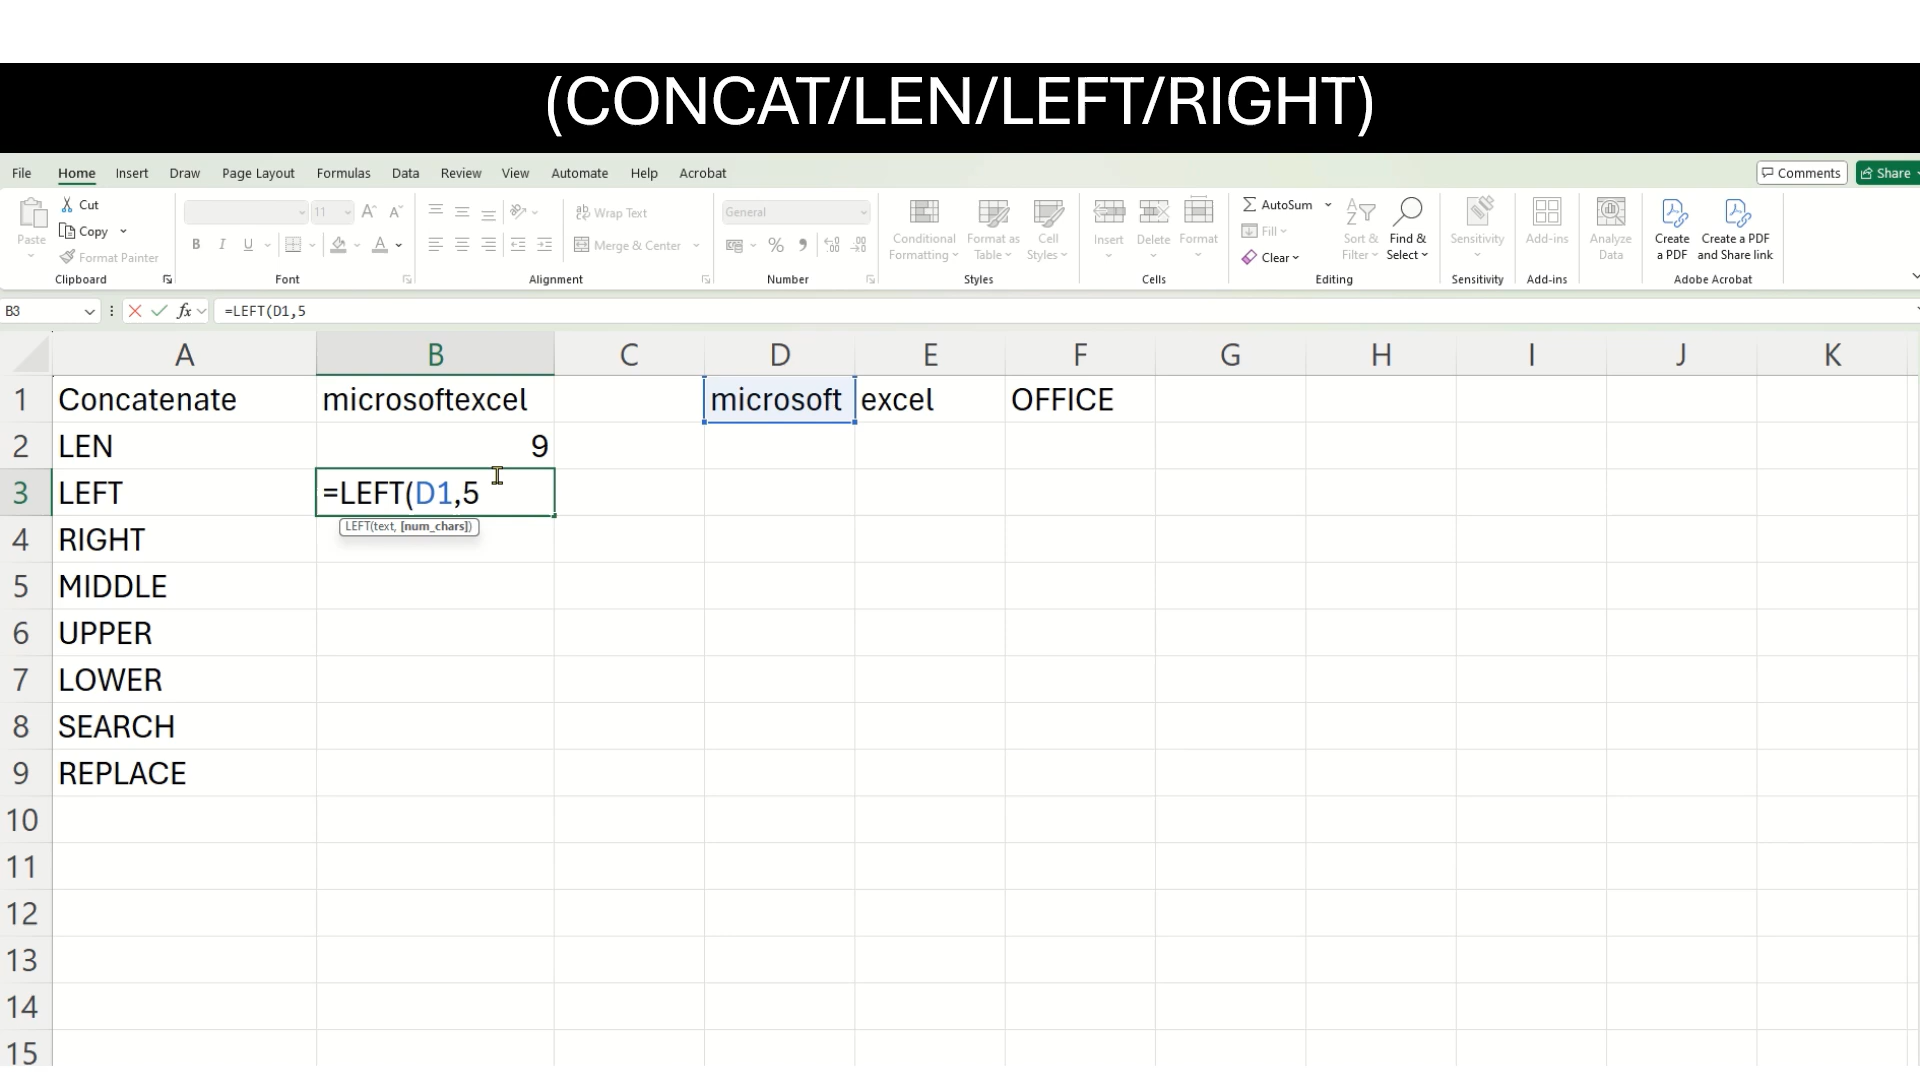 (CONCAT/LEN/LEFT/RIGHT)
File Home Insert Draw Page Layout Formulas Data Review View Automate Help Acrobat Comments Share
Paste
Cut
Copy
Format Painter
Clipboard
11 A A
B I U A
Font
ab Wrap Text
Merge & Center
Alignment
General
% , .00 .00
Number
Conditional Formatting
Format as Table
Cell Styles
Styles
Insert Delete Format
Cells
AutoSum
Fill
Clear
Sort & Filter
Find & Select
Editing
Sensitivity
Sensitivity
Add-ins
Add-ins
Analyze Data
Create a PDF
Create a PDF and Share link
Adobe Acrobat
B3 fx =LEFT(D1,5
A B C D E F G H I J K
1 Concatenate microsoftexcel microsoft excel OFFICE
2 LEN 9
3 LEFT =LEFT(D1,5
LEFT(text, [num_chars])
4 RIGHT
5 MIDDLE
6 UPPER
7 LOWER
8 SEARCH
9 REPLACE
10
11
12
13
14
15